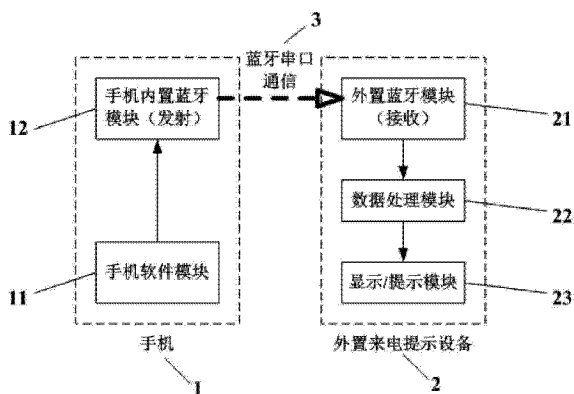 3
蓝牙串口
通信
手机内置蓝牙
模块（发射）
12
外置蓝牙模块
（接收）
21
数据处理模块
22
手机软件模块
11
显示/提示模块
23
手机
1
外置来电提示设备
2